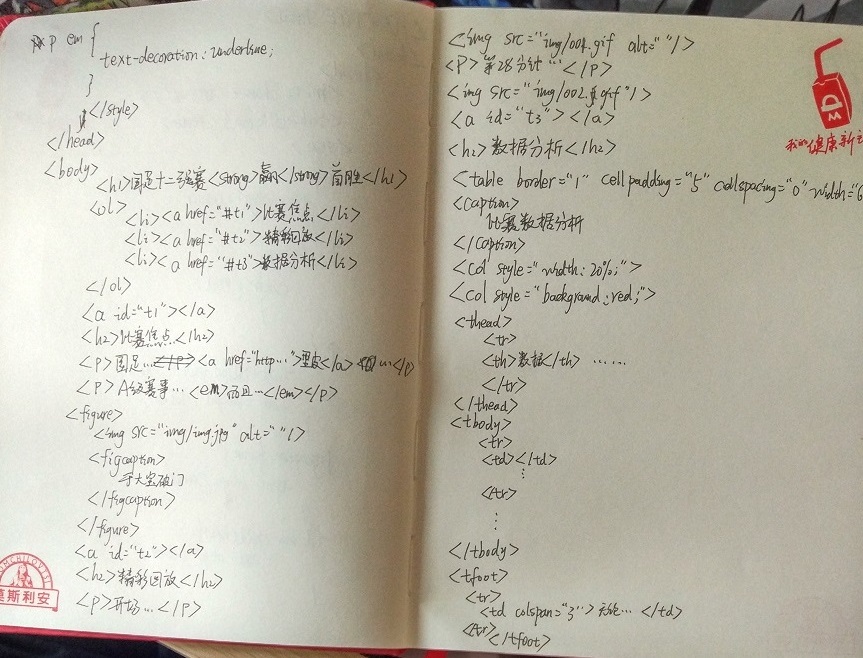 p em {
text-decoration: underline;
}
</style>
</head>
<body>
<h1>国足十二强赛<strong>赢</strong>首胜</h1>
<ol>
<li><a href="#t1">比赛焦点</li>
<li><a href="#t2">精彩回放</li>
<li><a href="#t3">数据分析</li>
</ol>
<a id="t1"></a>
<h2>比赛焦点</h2>
<p>国足...<a href="http...">里皮</a> ...</p>
<p>A级赛事...<em>而且...</em></p>
<figure>
<img src="img/img.jpg" alt=" "/>
<figcaption>
于大宝破门
</figcaption>
</figure>
<a id="t2"></a>
<h2>精彩回放</h2>
<p>开场...</p>
莫斯利安
<img src="img/001.gif alt=" "/>
<p>第28分钟...</p>
<img src="img/002.gif"/>
<a id="t3"></a>
<h2>数据分析</h2>
我的健康新
<table border="1" cellpadding="5" cellspacing="0" width="6
<caption>
比赛数据分析
</caption>
<col style="width: 20%;">
<col style="background:red;">
<thead>
<tr>
<th>数据</th> ......
</tr>
</thead>
<tbody>
<tr>
<td></td>
⋮
</tr>
⋮
</tbody>
<tfoot>
<tr>
<td colspan="3"> ... </td>
</tr>
</tfoot>